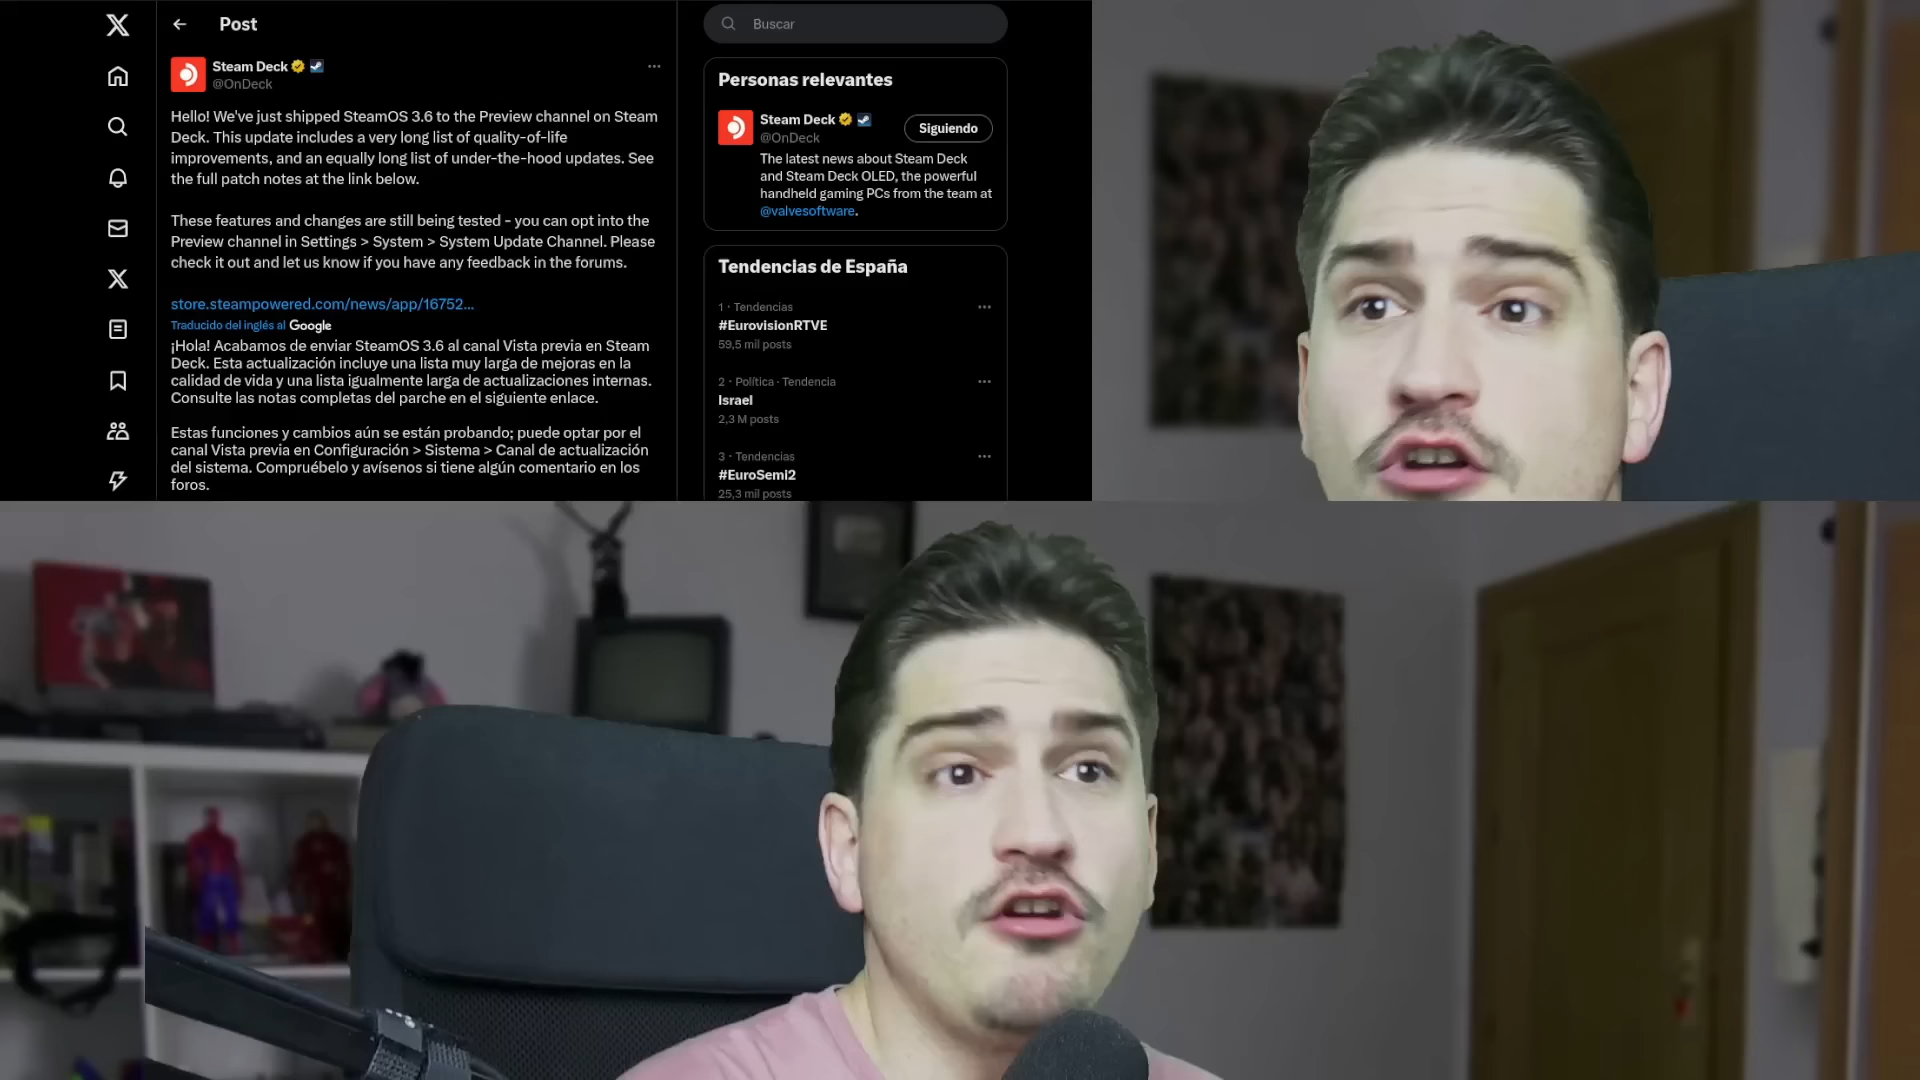 Post
Steam Deck
@OnDeck
Hello! We've just shipped SteamOS 3.6 to the Preview channel on Steam
Deck. This update includes a very long list of quality-of-life
improvements, and an equally long list of under-the-hood updates. See
the full patch notes at the link below.
These features and changes are still being tested - you can opt into the
Preview channel in Settings > System > System Update Channel. Please
check it out and let us know if you have any feedback in the forums.
store.steampowered.com/news/app/16752...
Traducido del inglés al Google
¡Hola! Acabamos de enviar SteamOS 3.6 al canal Vista previa en Steam
Deck. Esta actualización incluye una lista muy larga de mejoras en la
calidad de vida y una lista igualmente larga de actualizaciones internas.
Consulte las notas completas del parche en el siguiente enlace.
Estas funciones y cambios aún se están probando; puede optar por el
canal Vista previa en Configuración > Sistema > Canal de actualización
del sistema. Compruébelo y avísenos si tiene algún comentario en los
foros.
Buscar
Personas relevantes
Steam Deck
@OnDeck
Siguiendo
The latest news about Steam Deck
and Steam Deck OLED, the powerful
handheld gaming PCs from the team at
@valvesoftware.
Tendencias de España
1 · Tendencias
#EurovisionRTVE
59,5 mil posts
2 · Política · Tendencia
Israel
2,3 M posts
3 · Tendencias
#EuroSemi2
25,3 mil posts